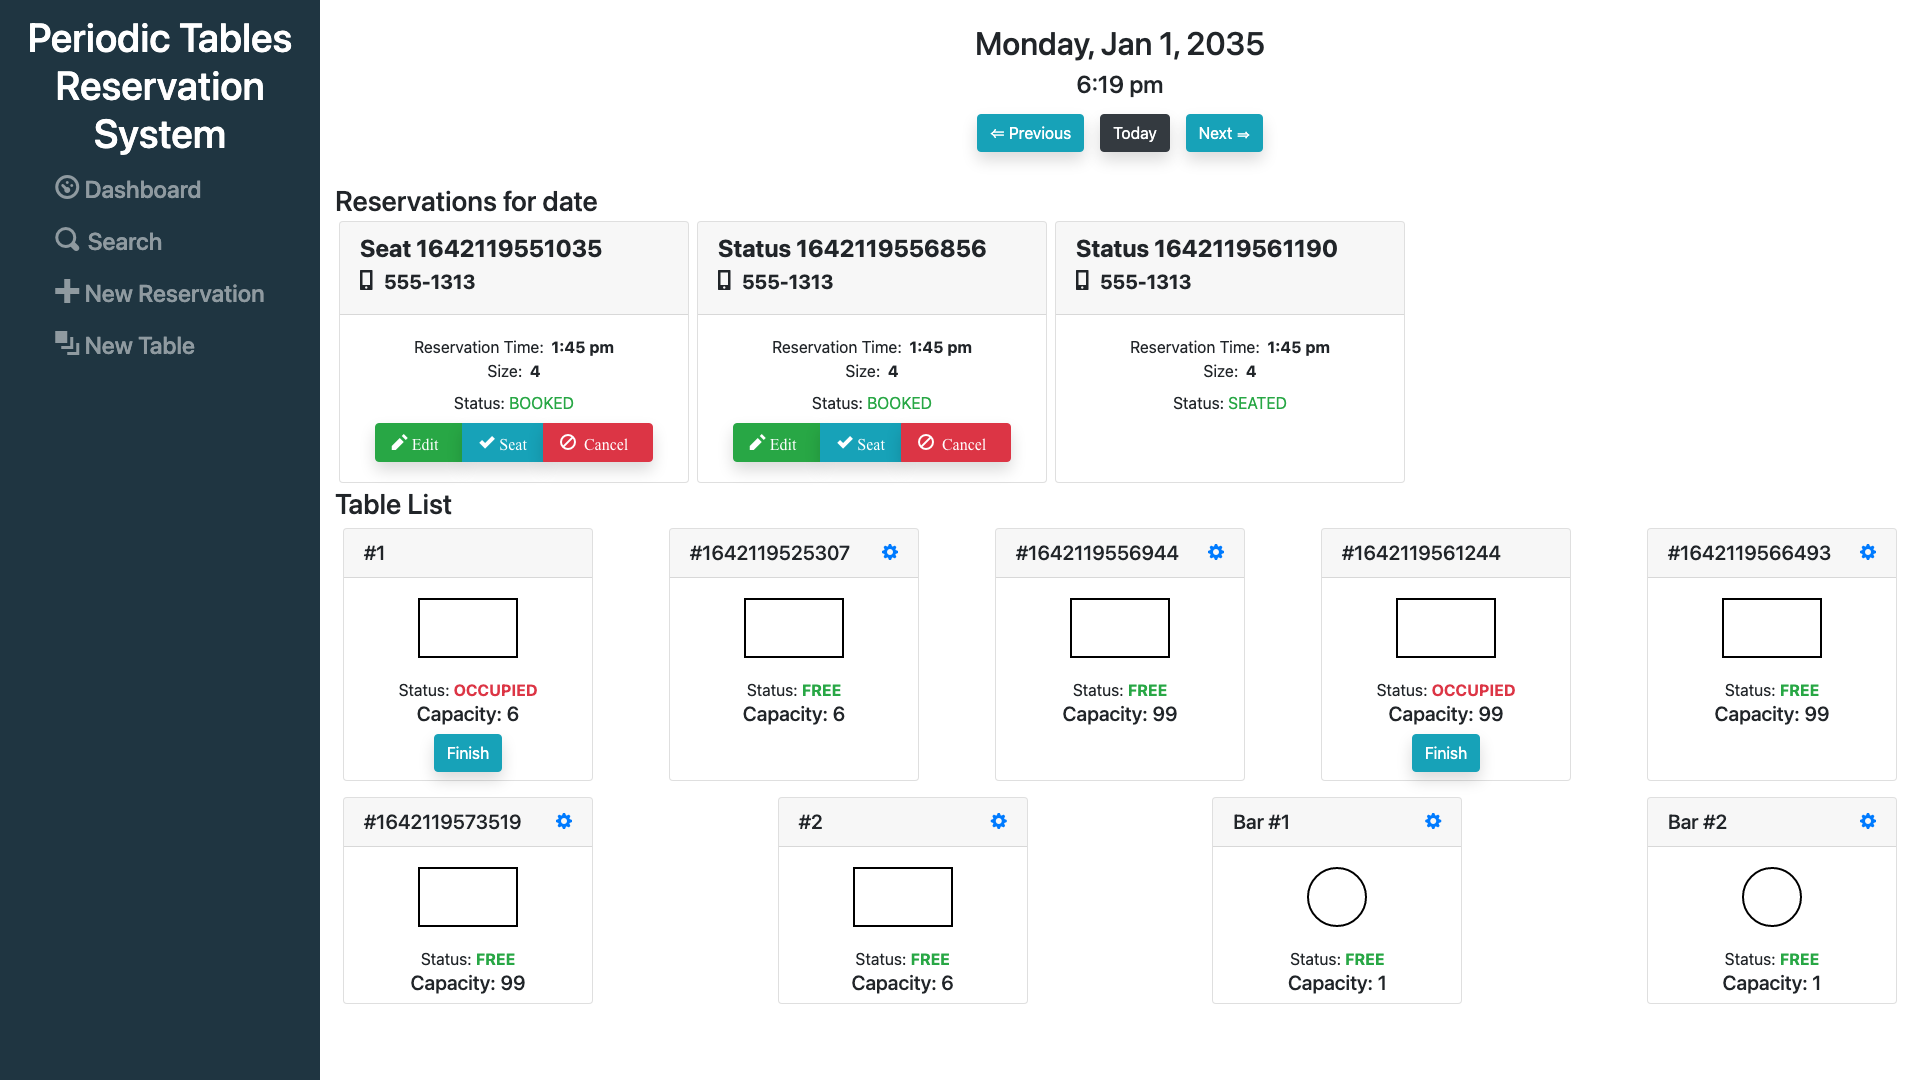 Periodic Tables
Reservation
System
Dashboard
Search
New Reservation
New Table
Monday, Jan 1, 2035
6:19 pm
⇐ Previous
Today
Next ⇒
Reservations for date
Seat 1642119551035
555-1313
Reservation Time: 1:45 pm
Size: 4
Status: BOOKED
Edit
Seat
Cancel
Status 1642119556856
555-1313
Reservation Time: 1:45 pm
Size: 4
Status: BOOKED
Edit
Seat
Cancel
Status 1642119561190
555-1313
Reservation Time: 1:45 pm
Size: 4
Status: SEATED
Table List
#1
Status: OCCUPIED
Capacity: 6
Finish
#1642119525307
Status: FREE
Capacity: 6
#1642119556944
Status: FREE
Capacity: 99
#1642119561244
Status: OCCUPIED
Capacity: 99
Finish
#1642119566493
Status: FREE
Capacity: 99
#1642119573519
Status: FREE
Capacity: 99
#2
Status: FREE
Capacity: 6
Bar #1
Status: FREE
Capacity: 1
Bar #2
Status: FREE
Capacity: 1